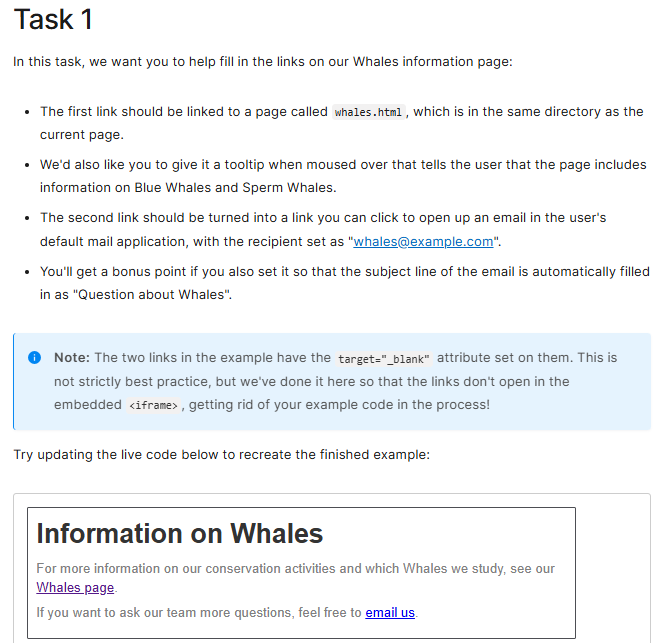 Task 1
In this task, we want you to help fill in the links on our Whales information page:
• The first link should be linked to a page called whales.html, which is in the same directory as the
current page.
• We'd also like you to give it a tooltip when moused over that tells the user that the page includes
information on Blue Whales and Sperm Whales.
• The second link should be turned into a link you can click to open up an email in the user's
default mail application, with the recipient set as "whales@example.com".
• You'll get a bonus point if you also set it so that the subject line of the email is automatically filled
in as "Question about Whales".
Note: The two links in the example have the target="_blank" attribute set on them. This is
not strictly best practice, but we've done it here so that the links don't open in the
embedded <iframe>, getting rid of your example code in the process!
Try updating the live code below to recreate the finished example:
Information on Whales
For more information on our conservation activities and which Whales we study, see our
Whales page.
If you want to ask our team more questions, feel free to email us.